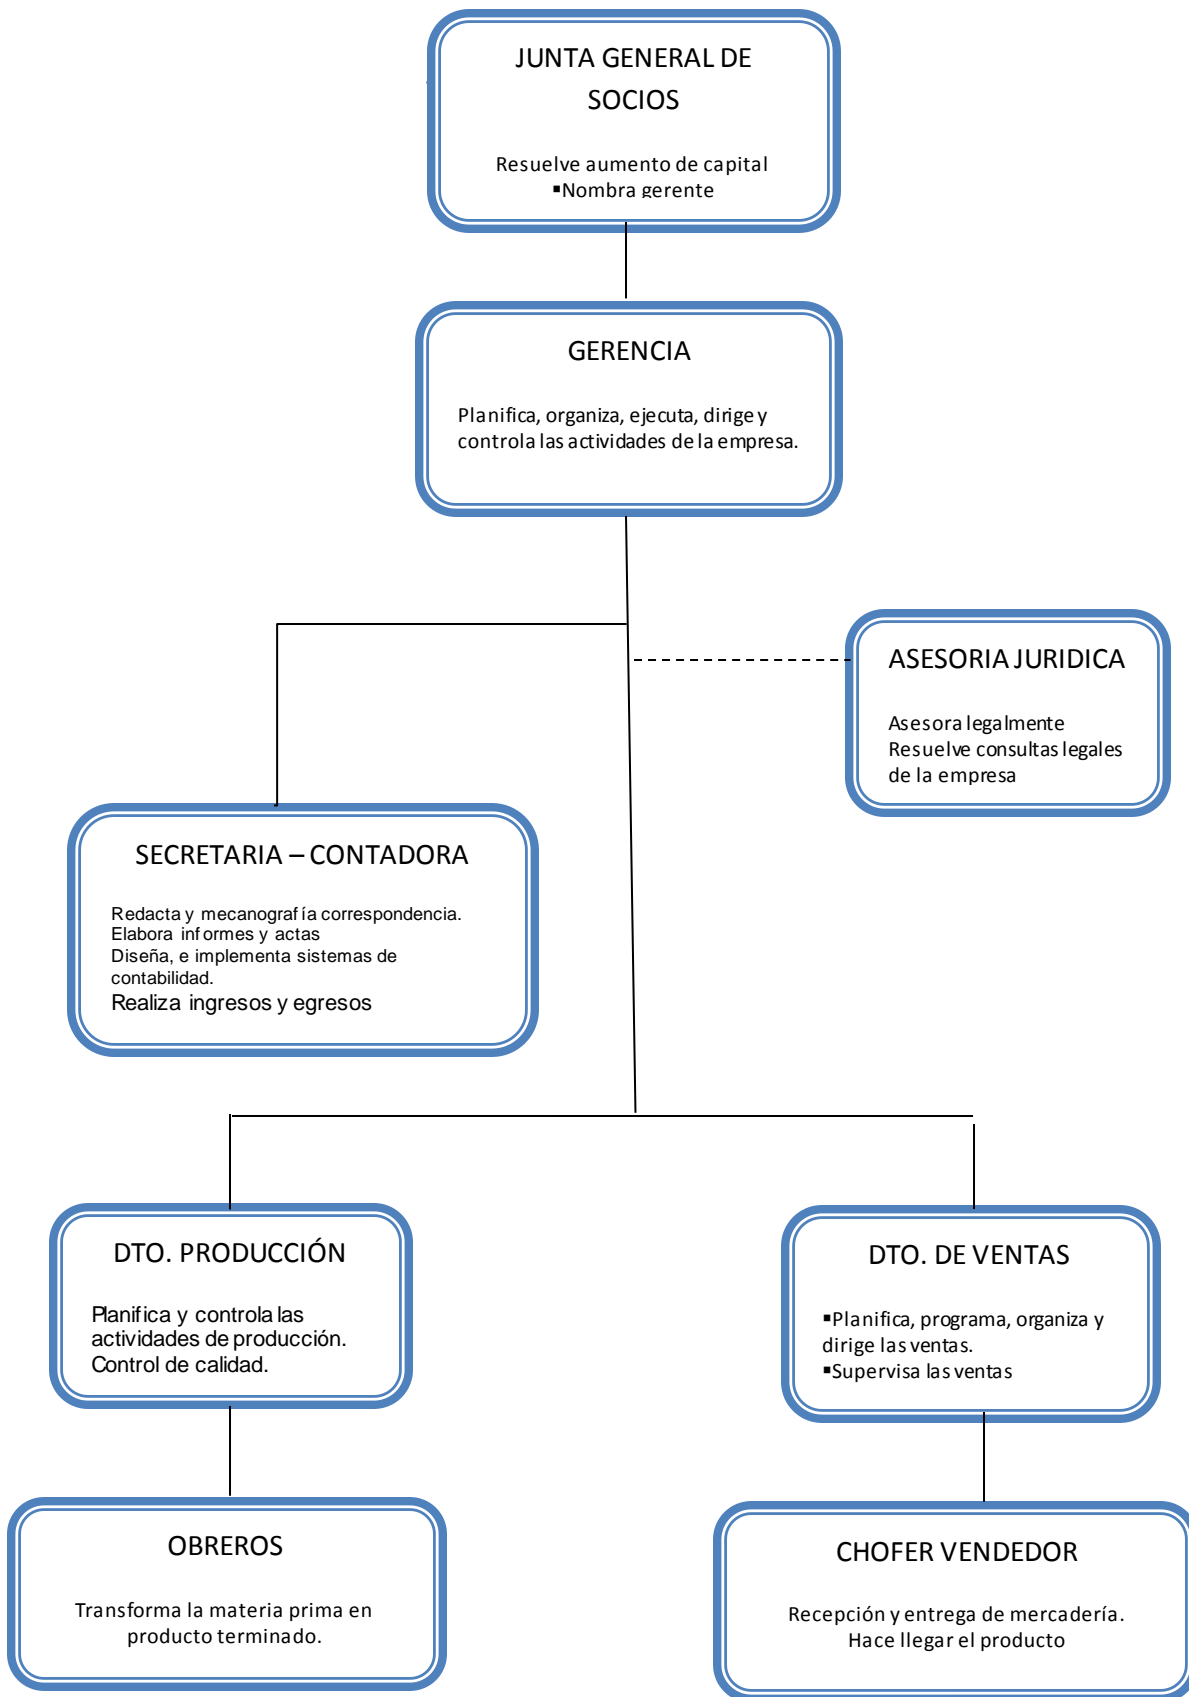 JUNTA GENERAL DE
SOCIOS
Resuelve aumento de capital
▪Nombra gerente
GERENCIA
Planifica, organiza, ejecuta, dirige y
controla las actividades de la empresa.
ASESORIA JURIDICA
Asesora legalmente
Resuelve consultas legales
de la empresa
SECRETARIA – CONTADORA
Redacta y mecanografía correspondencia.
Elabora informes y actas
Diseña, e implementa sistemas de
contabilidad.
Realiza ingresos y egresos
DTO. PRODUCCIÓN
Planifica y controla las
actividades de producción.
Control de calidad.
DTO. DE VENTAS
▪Planifica, programa, organiza y
dirige las ventas.
▪Supervisa las ventas
OBREROS
Transforma la materia prima en
producto terminado.
CHOFER VENDEDOR
Recepción y entrega de mercadería.
Hace llegar el producto